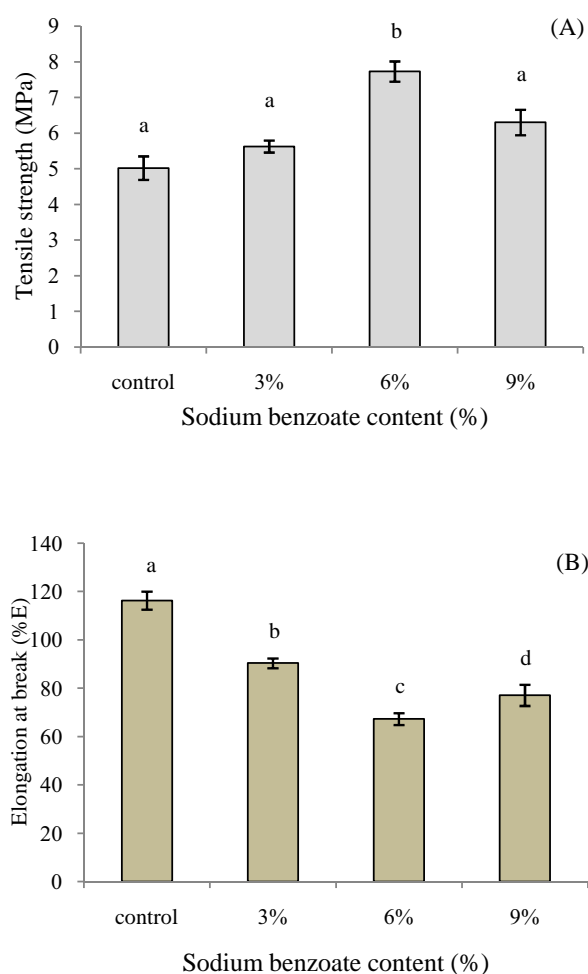 (A)
9
8
7
6
5
4
3
2
1
0
Tensile strength (MPa)
a
a
b
a
control 3% 6% 9%
Sodium benzoate content (%)
(B)
140
120
100
80
60
40
20
0
Elongation at break (%E)
a
b
c
d
control 3% 6% 9%
Sodium benzoate content (%)